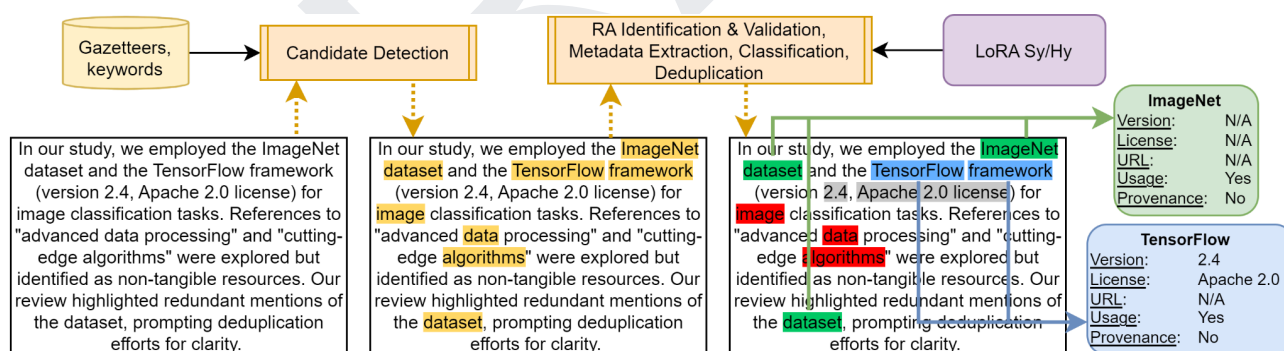 Gazetteers,
keywords
Candidate Detection
RA Identification & Validation,
Metadata Extraction, Classification,
Deduplication
LoRA Sy/Hy
In our study, we employed the ImageNet
dataset and the TensorFlow framework
(version 2.4, Apache 2.0 license) for
image classification tasks. References to
"advanced data processing" and "cutting-
edge algorithms" were explored but
identified as non-tangible resources. Our
review highlighted redundant mentions of
the dataset, prompting deduplication
efforts for clarity.
In our study, we employed the ImageNet
dataset and the TensorFlow framework
(version 2.4, Apache 2.0 license) for
image classification tasks. References to
"advanced data processing" and "cutting-
edge algorithms" were explored but
identified as non-tangible resources. Our
review highlighted redundant mentions of
the dataset, prompting deduplication
efforts for clarity.
In our study, we employed the ImageNet
dataset and the TensorFlow framework
(version 2.4, Apache 2.0 license) for
image classification tasks. References to
"advanced data processing" and "cutting-
edge algorithms" were explored but
identified as non-tangible resources. Our
review highlighted redundant mentions of
the dataset, prompting deduplication
efforts for clarity.
ImageNet
Version: N/A
License: N/A
URL: N/A
Usage: Yes
Provenance: No
TensorFlow
Version: 2.4
License: Apache 2.0
URL: N/A
Usage: Yes
Provenance: No